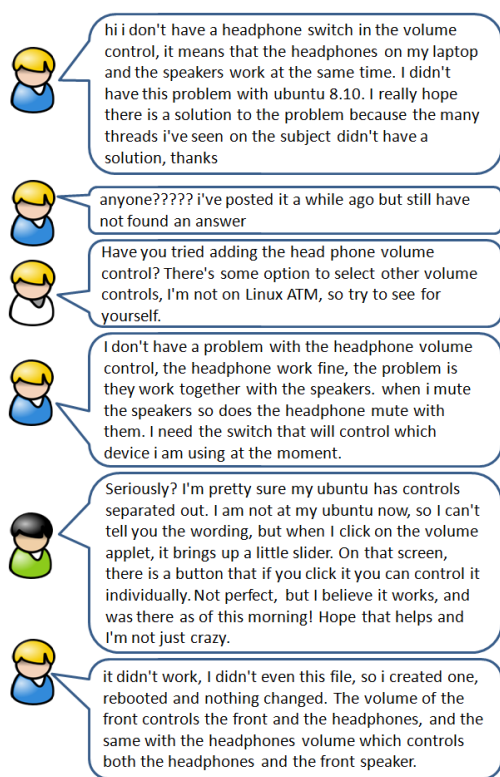 hi i don't have a headphone switch in the volume
control, it means that the headphones on my laptop
and the speakers work at the same time. I didn't
have this problem with ubuntu 8.10. I really hope
there is a solution to the problem because the many
threads i've seen on the subject didn't have a
solution, thanks
anyone????? i've posted it a while ago but still have
not found an answer
Have you tried adding the head phone volume
control? There's some option to select other volume
controls, I'm not on Linux ATM, so try to see for
yourself.
I don't have a problem with the headphone volume
control, the headphone work fine, the problem is
they work together with the speakers. when i mute
the speakers so does the headphone mute with
them. I need the switch that will control which
device i am using at the moment.
Seriously? I'm pretty sure my ubuntu has controls
separated out. I am not at my ubuntu now, so I can't
tell you the wording, but when I click on the volume
applet, it brings up a little slider. On that screen,
there is a button that if you click it you can control it
individually. Not perfect, but I believe it works, and
was there as of this morning! Hope that helps and
I'm not just crazy.
it didn't work, I didn't even this file, so i created one,
rebooted and nothing changed. The volume of the
front controls the front and the headphones, and the
same with the headphones volume which controls
both the headphones and the front speaker.